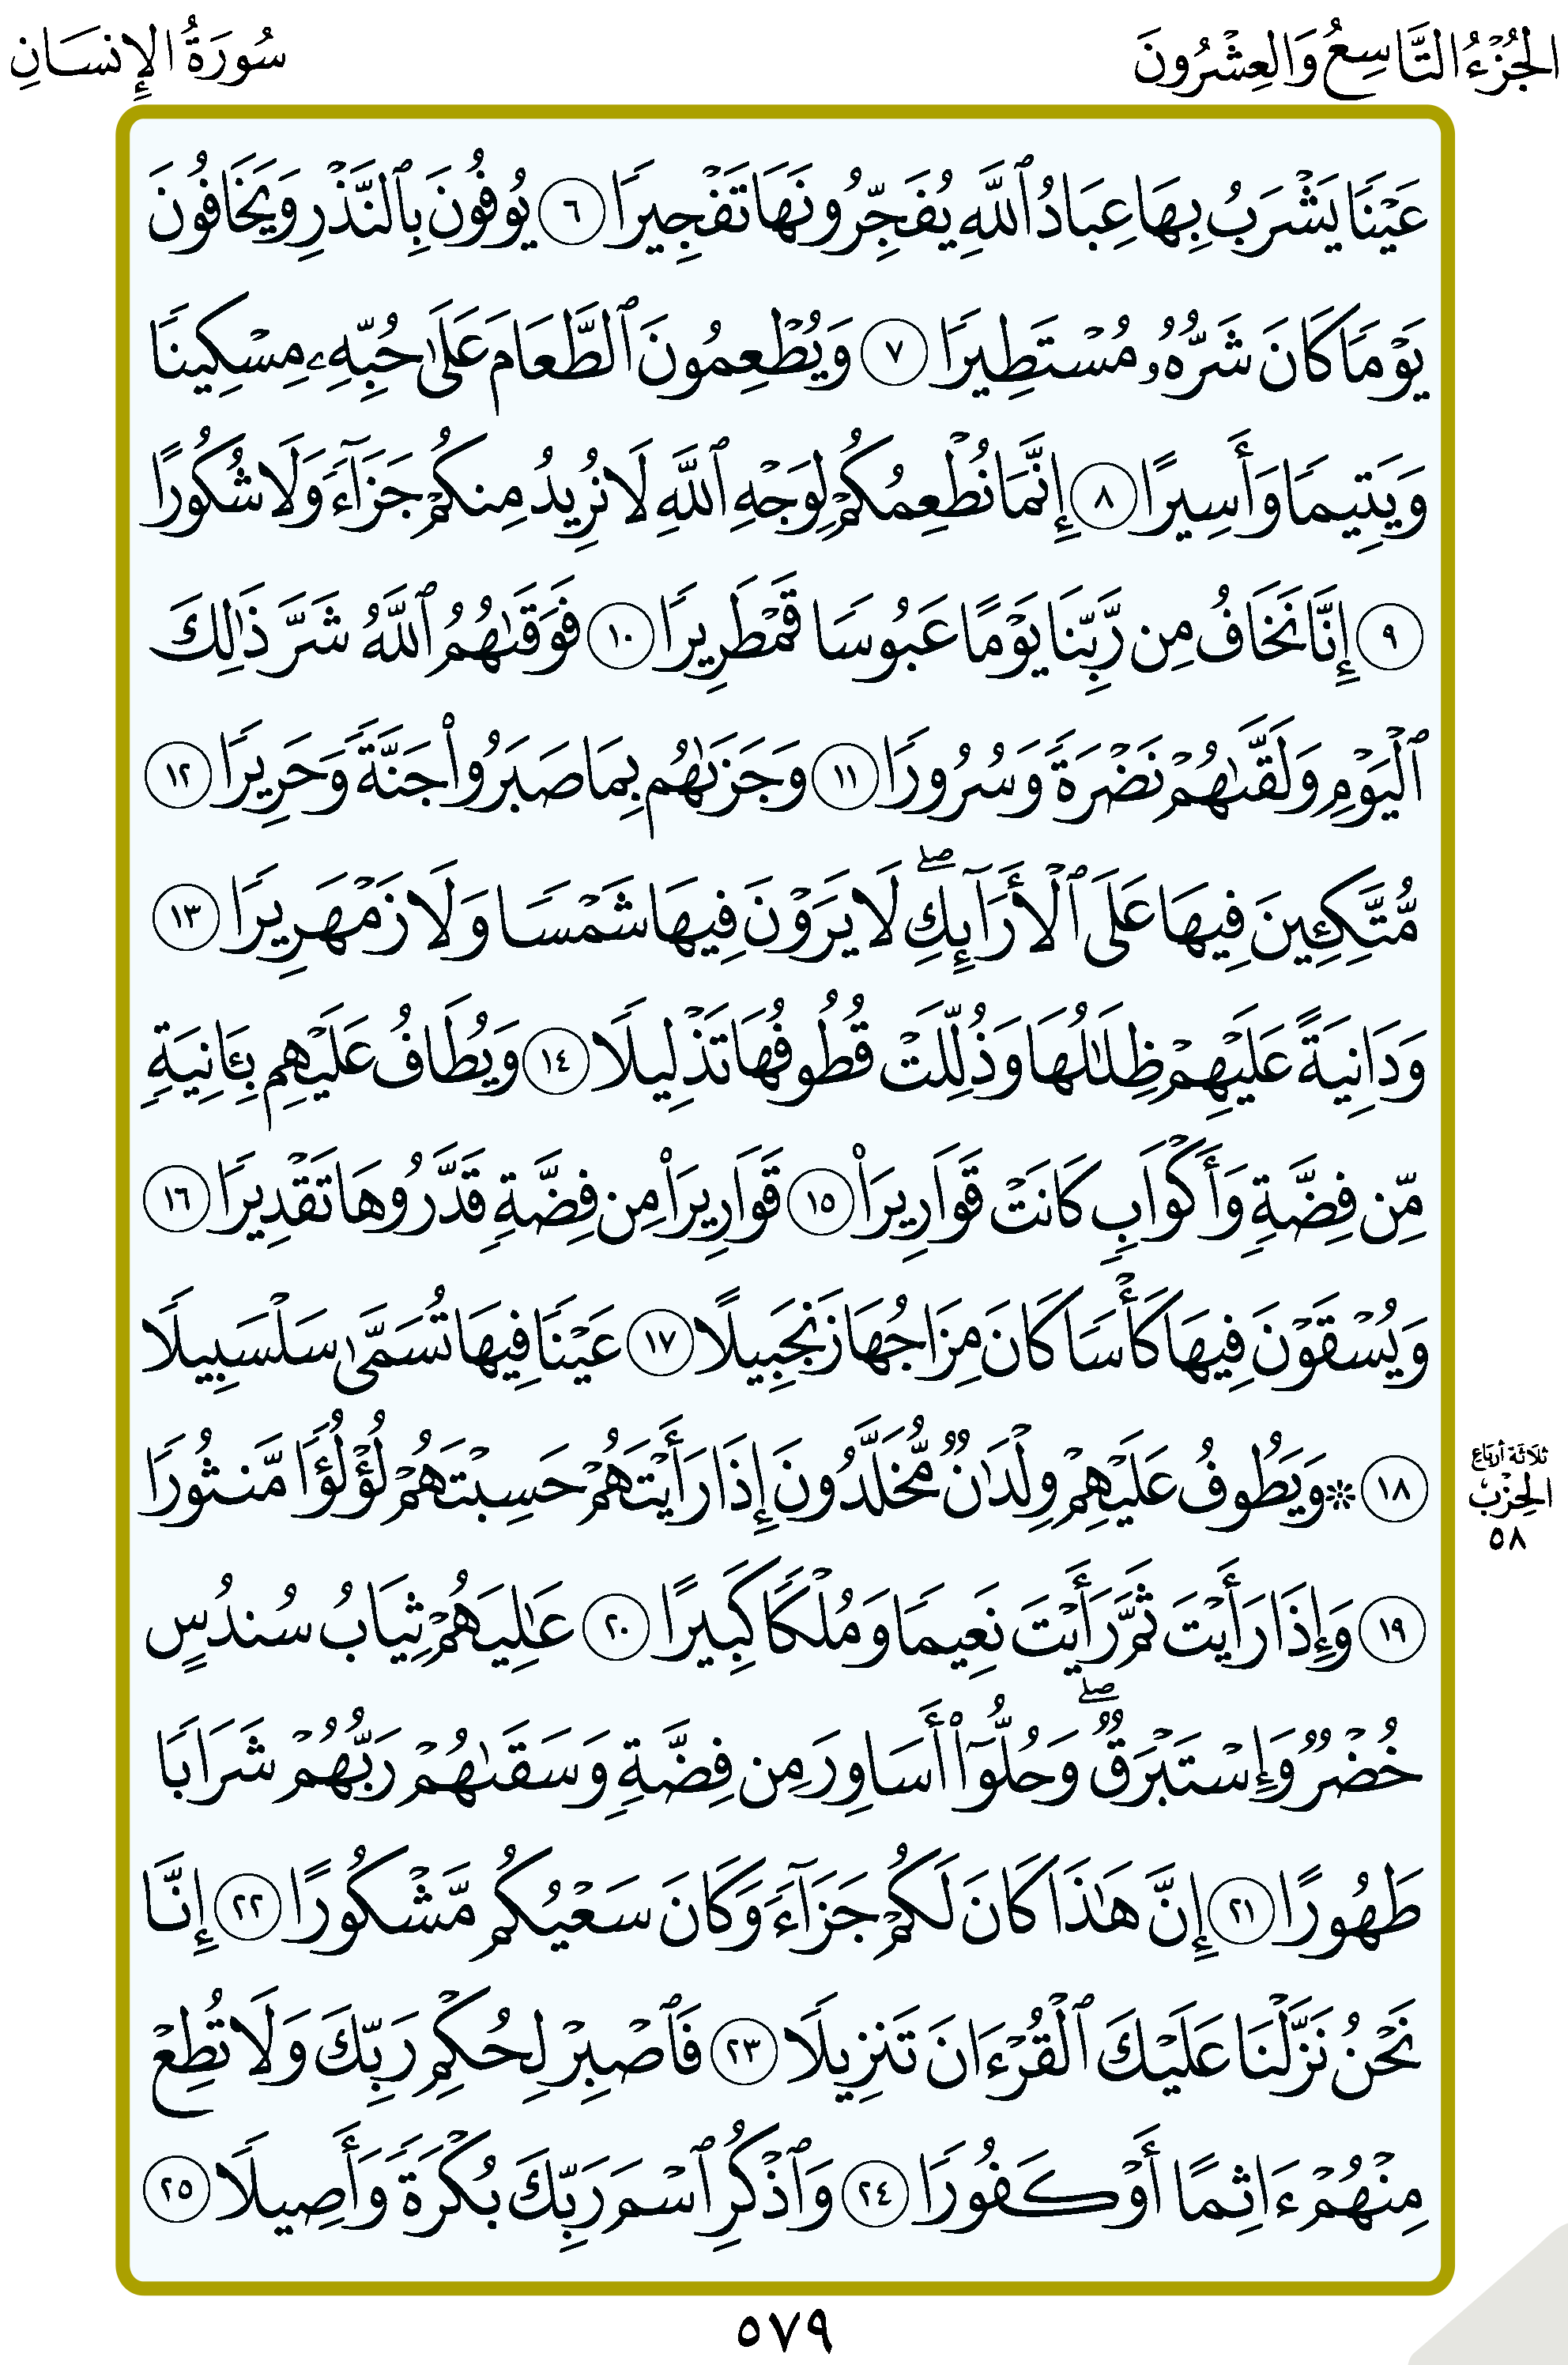 الجُزْءُ التَّاسِعُ وَالعِشْرُونَ
سُورَةُ الإِنسَانِ
عَيْنًا يَشْرَبُ بِهَا عِبَادُ ٱللَّهِ يُفَجِّرُونَهَا تَفْجِيرًا ٦ يُوفُونَ بِٱلنَّذْرِ وَيَخَافُونَ
يَوْمًا كَانَ شَرُّهُۥ مُسْتَطِيرًا ٧ وَيُطْعِمُونَ ٱلطَّعَامَ عَلَىٰ حُبِّهِۦ مِسْكِينًا
وَيَتِيمًا وَأَسِيرًا ٨ إِنَّمَا نُطْعِمُكُمْ لِوَجْهِ ٱللَّهِ لَا نُرِيدُ مِنكُمْ جَزَآءً وَلَا شُكُورًا
٩ إِنَّا نَخَافُ مِن رَّبِّنَا يَوْمًا عَبُوسًا قَمْطَرِيرًا ١٠ فَوَقَىٰهُمُ ٱللَّهُ شَرَّ ذَٰلِكَ
ٱلْيَوْمِ وَلَقَّىٰهُمْ نَضْرَةً وَسُرُورًا ١١ وَجَزَىٰهُم بِمَا صَبَرُوا۟ جَنَّةً وَحَرِيرًا ١٢
مُّتَّكِـِٔينَ فِيهَا عَلَى ٱلْأَرَآئِكِ ۖ لَا يَرَوْنَ فِيهَا شَمْسًا وَلَا زَمْهَرِيرًا ١٣
وَدَانِيَةً عَلَيْهِمْ ظِلَـٰلُهَا وَذُلِّلَتْ قُطُوفُهَا تَذْلِيلًا ١٤ وَيُطَافُ عَلَيْهِم بِـَٔانِيَةٍ
مِّن فِضَّةٍ وَأَكْوَابٍ كَانَتْ قَوَارِيرَا۠ ١٥ قَوَارِيرَا۟ مِن فِضَّةٍ قَدَّرُوهَا تَقْدِيرًا ١٦
وَيُسْقَوْنَ فِيهَا كَأْسًا كَانَ مِزَاجُهَا زَنجَبِيلًا ١٧ عَيْنًا فِيهَا تُسَمَّىٰ سَلْسَبِيلًا
١٨ ۞ وَيَطُوفُ عَلَيْهِمْ وِلْدَٰنٌ مُّخَلَّدُونَ إِذَا رَأَيْتَهُمْ حَسِبْتَهُمْ لُؤْلُؤًا مَّنثُورًا
ثلاثة أرباع
الحِزْب
٥٨
١٩ وَإِذَا رَأَيْتَ ثَمَّ رَأَيْتَ نَعِيمًا وَمُلْكًا كَبِيرًا ٢٠ عَـٰلِيَهُمْ ثِيَابُ سُندُسٍ
خُضْرٌ وَإِسْتَبْرَقٌ ۖ وَحُلُّوٓا۟ أَسَاوِرَ مِن فِضَّةٍ وَسَقَىٰهُمْ رَبُّهُمْ شَرَابًا
طَهُورًا ٢١ إِنَّ هَـٰذَا كَانَ لَكُمْ جَزَآءً وَكَانَ سَعْيُكُم مَّشْكُورًا ٢٢ إِنَّا
نَحْنُ نَزَّلْنَا عَلَيْكَ ٱلْقُرْءَانَ تَنزِيلًا ٢٣ فَٱصْبِرْ لِحُكْمِ رَبِّكَ وَلَا تُطِعْ
مِنْهُمْ ءَاثِمًا أَوْ كَفُورًا ٢٤ وَٱذْكُرِ ٱسْمَ رَبِّكَ بُكْرَةً وَأَصِيلًا ٢٥
٥٧٩